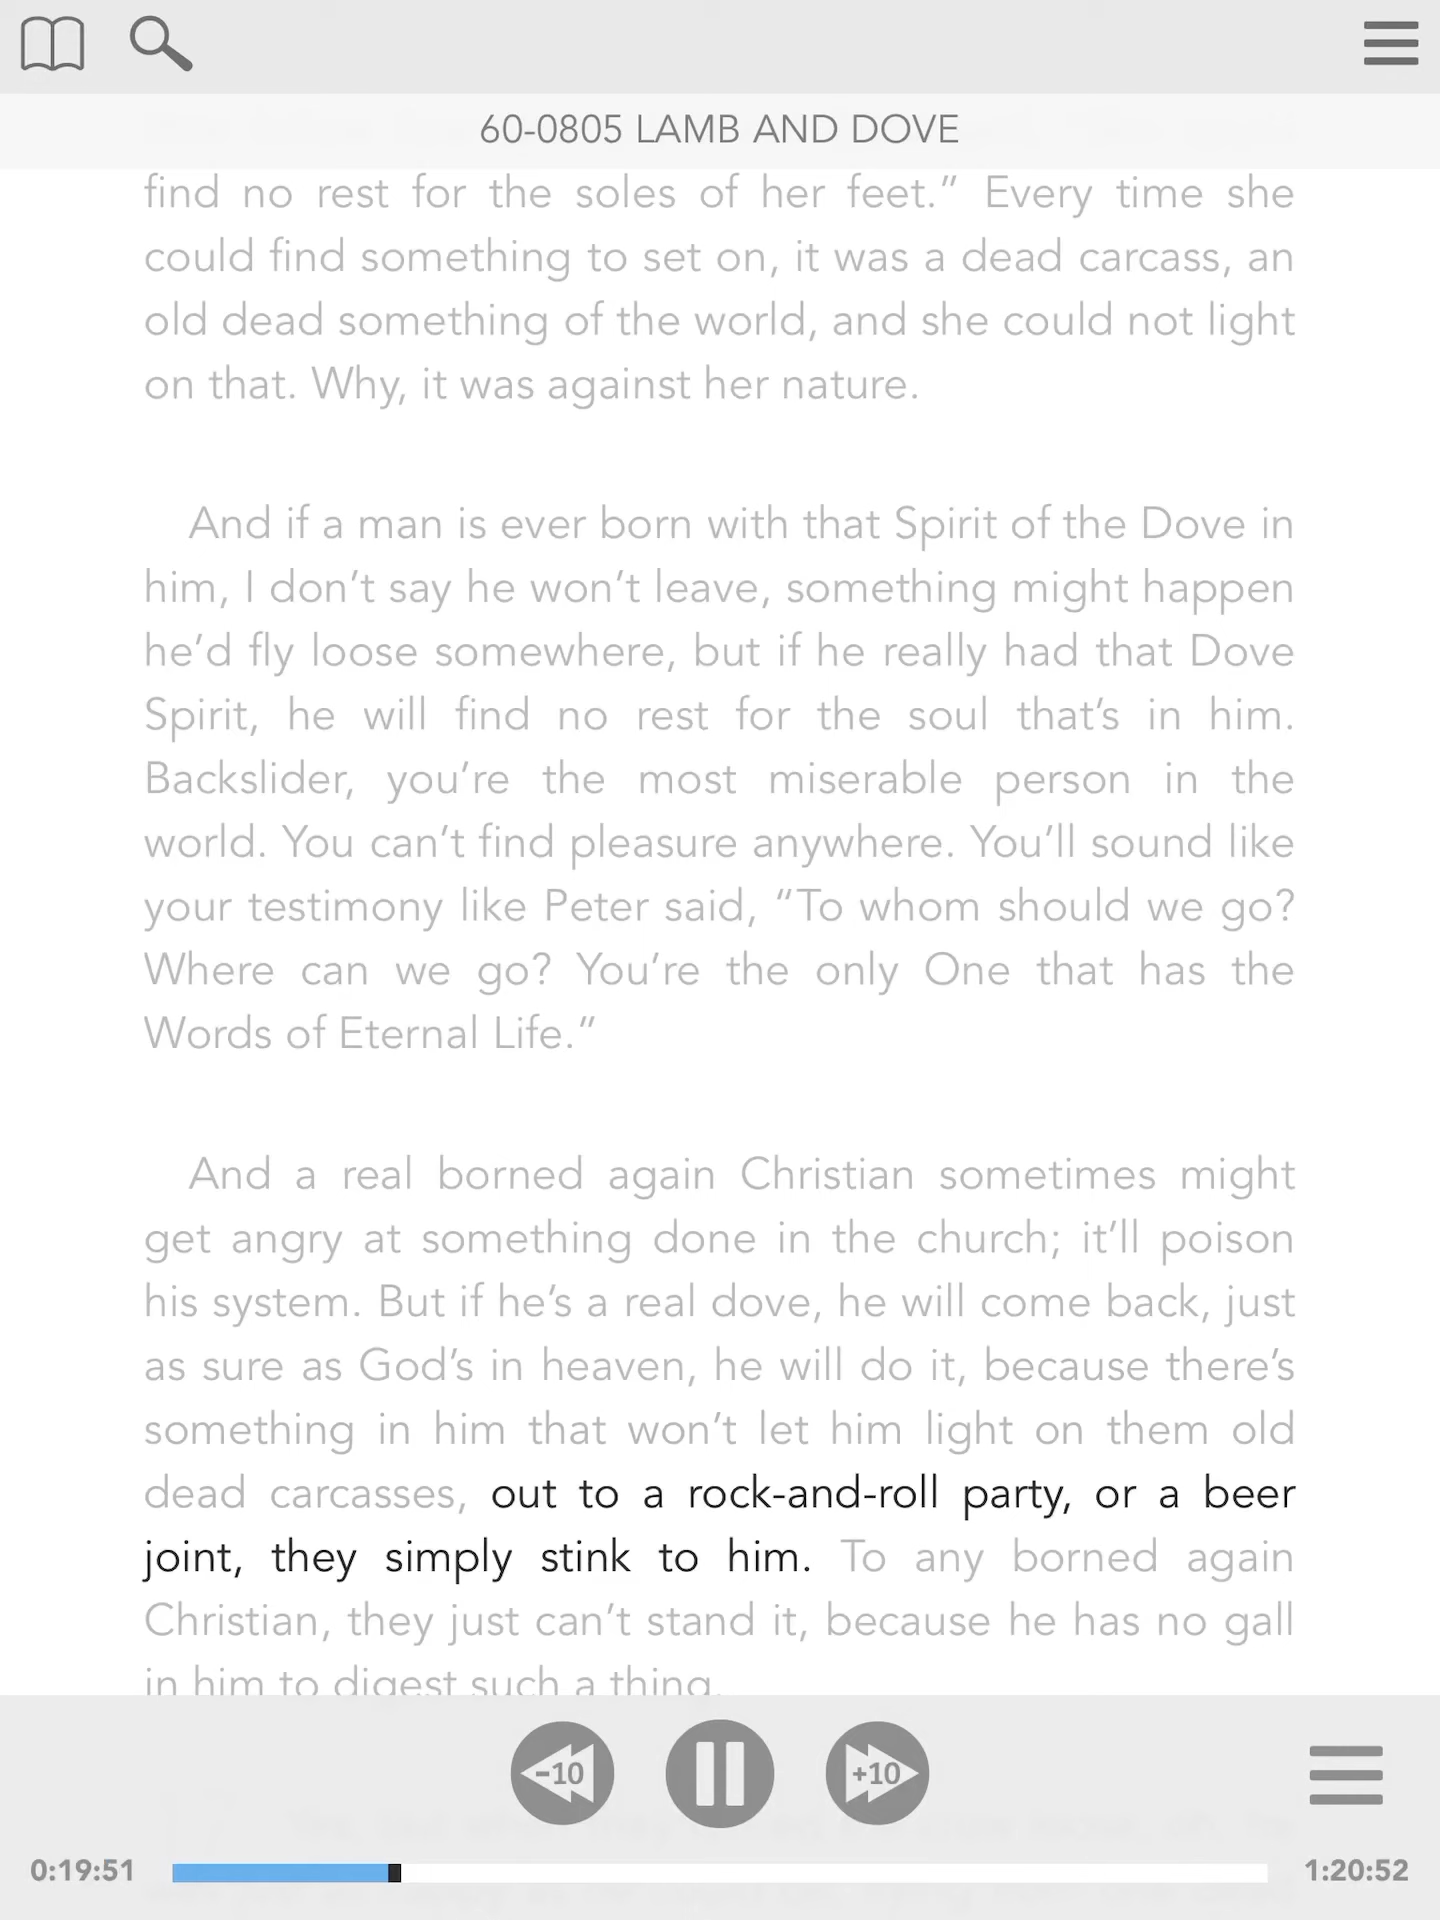 60-0805 LAMB AND DOVE
find no rest for the soles of her feet.” Every time she
could find something to set on, it was a dead carcass, an
old dead something of the world, and she could not light
on that. Why, it was against her nature.
And if a man is ever born with that Spirit of the Dove in
him, I don’t say he won’t leave, something might happen
he’d fly loose somewhere, but if he really had that Dove
Spirit, he will find no rest for the soul that’s in him.
Backslider, you’re the most miserable person in the
world. You can’t find pleasure anywhere. You’ll sound like
your testimony like Peter said, “To whom should we go?
Where can we go? You’re the only One that has the
Words of Eternal Life.”
And a real borned again Christian sometimes might
get angry at something done in the church; it’ll poison
his system. But if he’s a real dove, he will come back, just
as sure as God’s in heaven, he will do it, because there’s
something in him that won’t let him light on them old
dead carcasses, out to a rock-and-roll party, or a beer
joint, they simply stink to him. To any borned again
Christian, they just can’t stand it, because he has no gall
in him to digest such a thing.
-10 +10
0:19:51 1:20:52